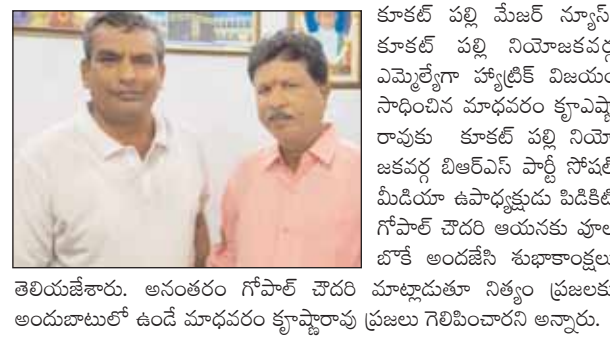 కూకట్ పల్లి మేజర్ న్యూస్
కూకట్ పల్లి నియోజకవర్గ
ఎమ్మెల్యేగా హ్యాట్రిక్ విజయం
సాధించిన మాధవరం కృఎష్ణ
రావుకు కూకట్ పల్లి నియో
జకవర్గ బిఆర్ఎస్ పార్టీ సోషల్
మీడియా ఉపాధ్యక్షుడు పిడికిటి
గోపాల్ చౌదరి ఆయనకు వూల
బొకే అందజేసి శుభాకాంక్షలు
తెలియజేశారు. అనంతరం గోపాల్ చౌదరి మాట్లాడుతూ నిత్యం ప్రజలకు
అందుబాటులో ఉండే మాధవరం కృాష్ణారావు ప్రజలు గెలిపించారని అన్నారు.